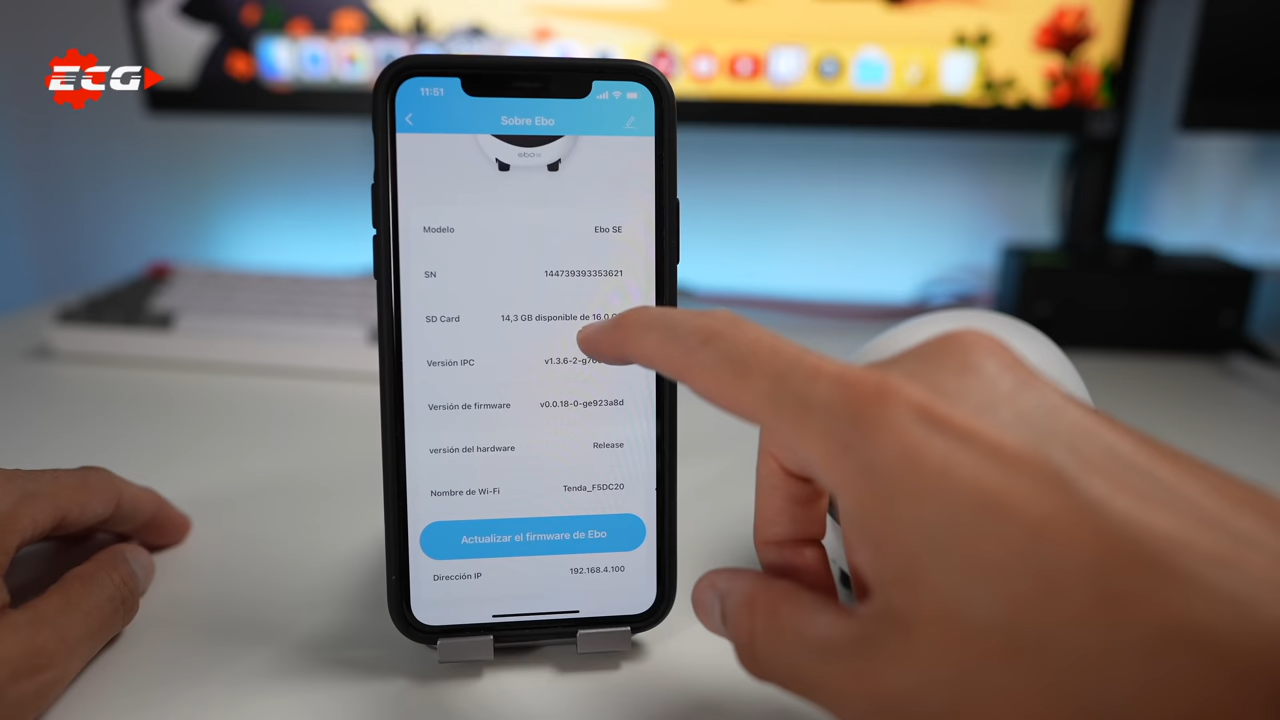 ECG
11:51
Sobre Ebo
ebo
Modelo Ebo SE
SN 144739393353621
SD Card 14,3 GB disponible de 16,0
Versión IPC v1.3.6-2-g
Versión de firmware v0.0.18-0-ge923a8d
versión del hardware Release
Nombre de Wi-Fi Tenda_F5DC20
Actualizar el firmware de Ebo
Dirección IP 192.168.4.100